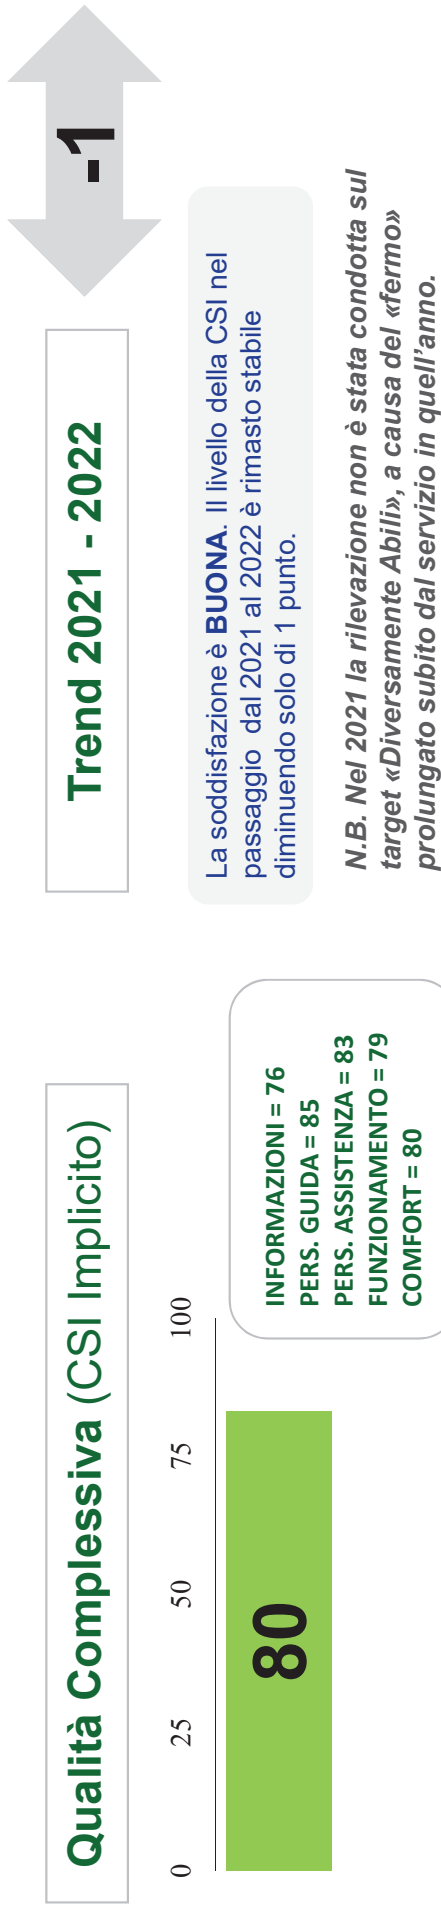 Qualità Complessiva (CSI Implicito)
0 25 50 75 100
80
INFORMAZIONI = 76
PERS. GUIDA = 85
PERS. ASSISTENZA = 83
FUNZIONAMENTO = 79
COMFORT = 80
Trend 2021 - 2022
-1
La soddisfazione è BUONA. Il livello della CSI nel
passaggio dal 2021 al 2022 è rimasto stabile
diminuendo solo di 1 punto.
N.B. Nel 2021 la rilevazione non è stata condotta sul
target «Diversamente Abili», a causa del «fermo»
prolungato subito dal servizio in quell'anno.